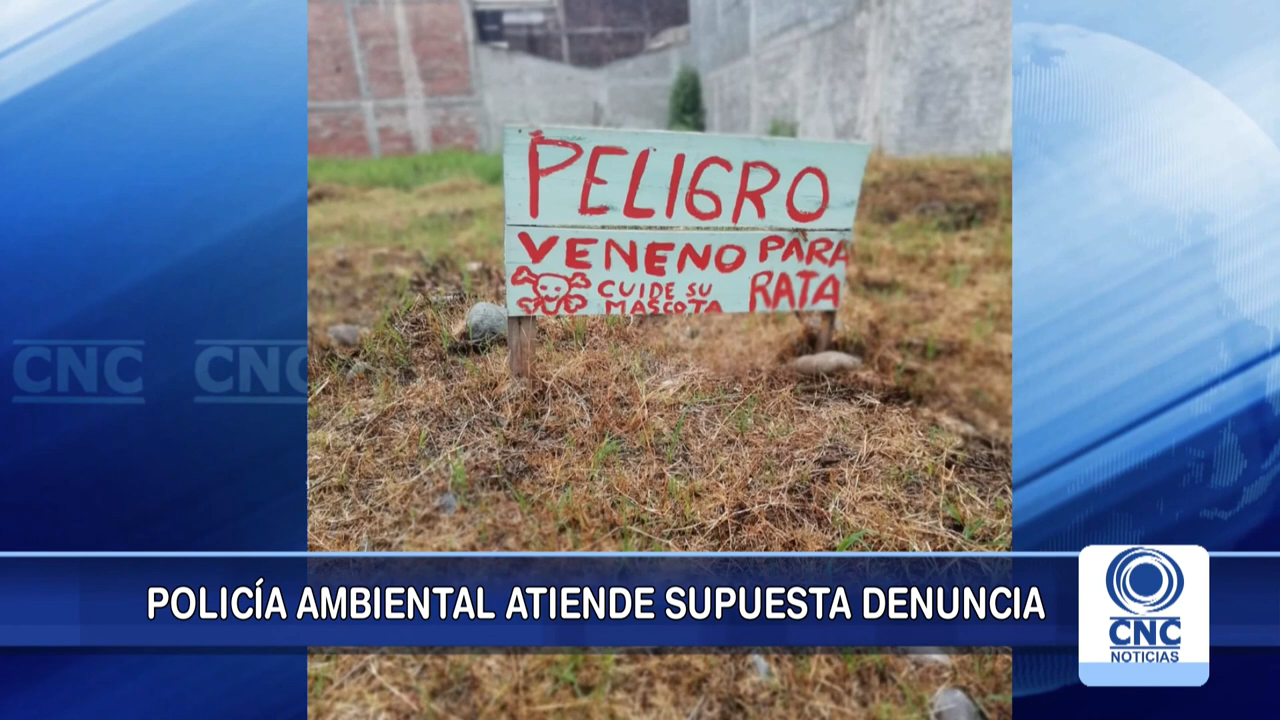 PELIGRO
VENENO PARA
RATA
CUIDE SU
MASCOTA
CNC CNC
POLICÍA AMBIENTAL ATIENDE SUPUESTA DENUNCIA
CNC
NOTICIAS